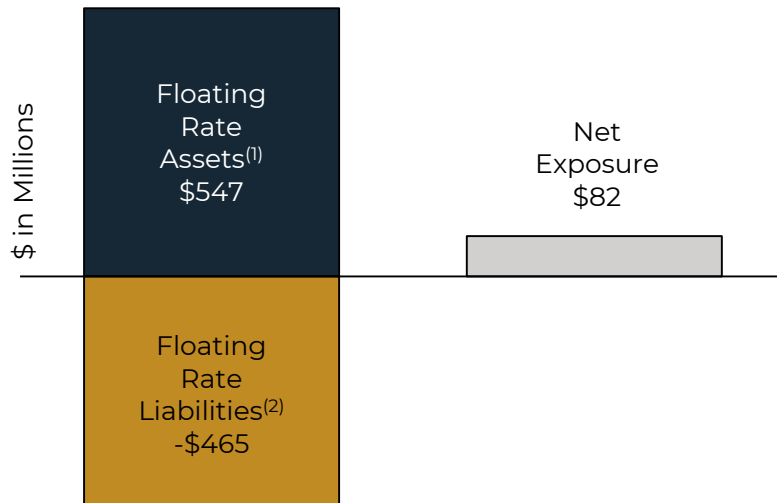 $ in Millions
Floating
Rate
Assets(1)
$547
Net
Exposure
$82
Floating
Rate
Liabilities(2)
-$465